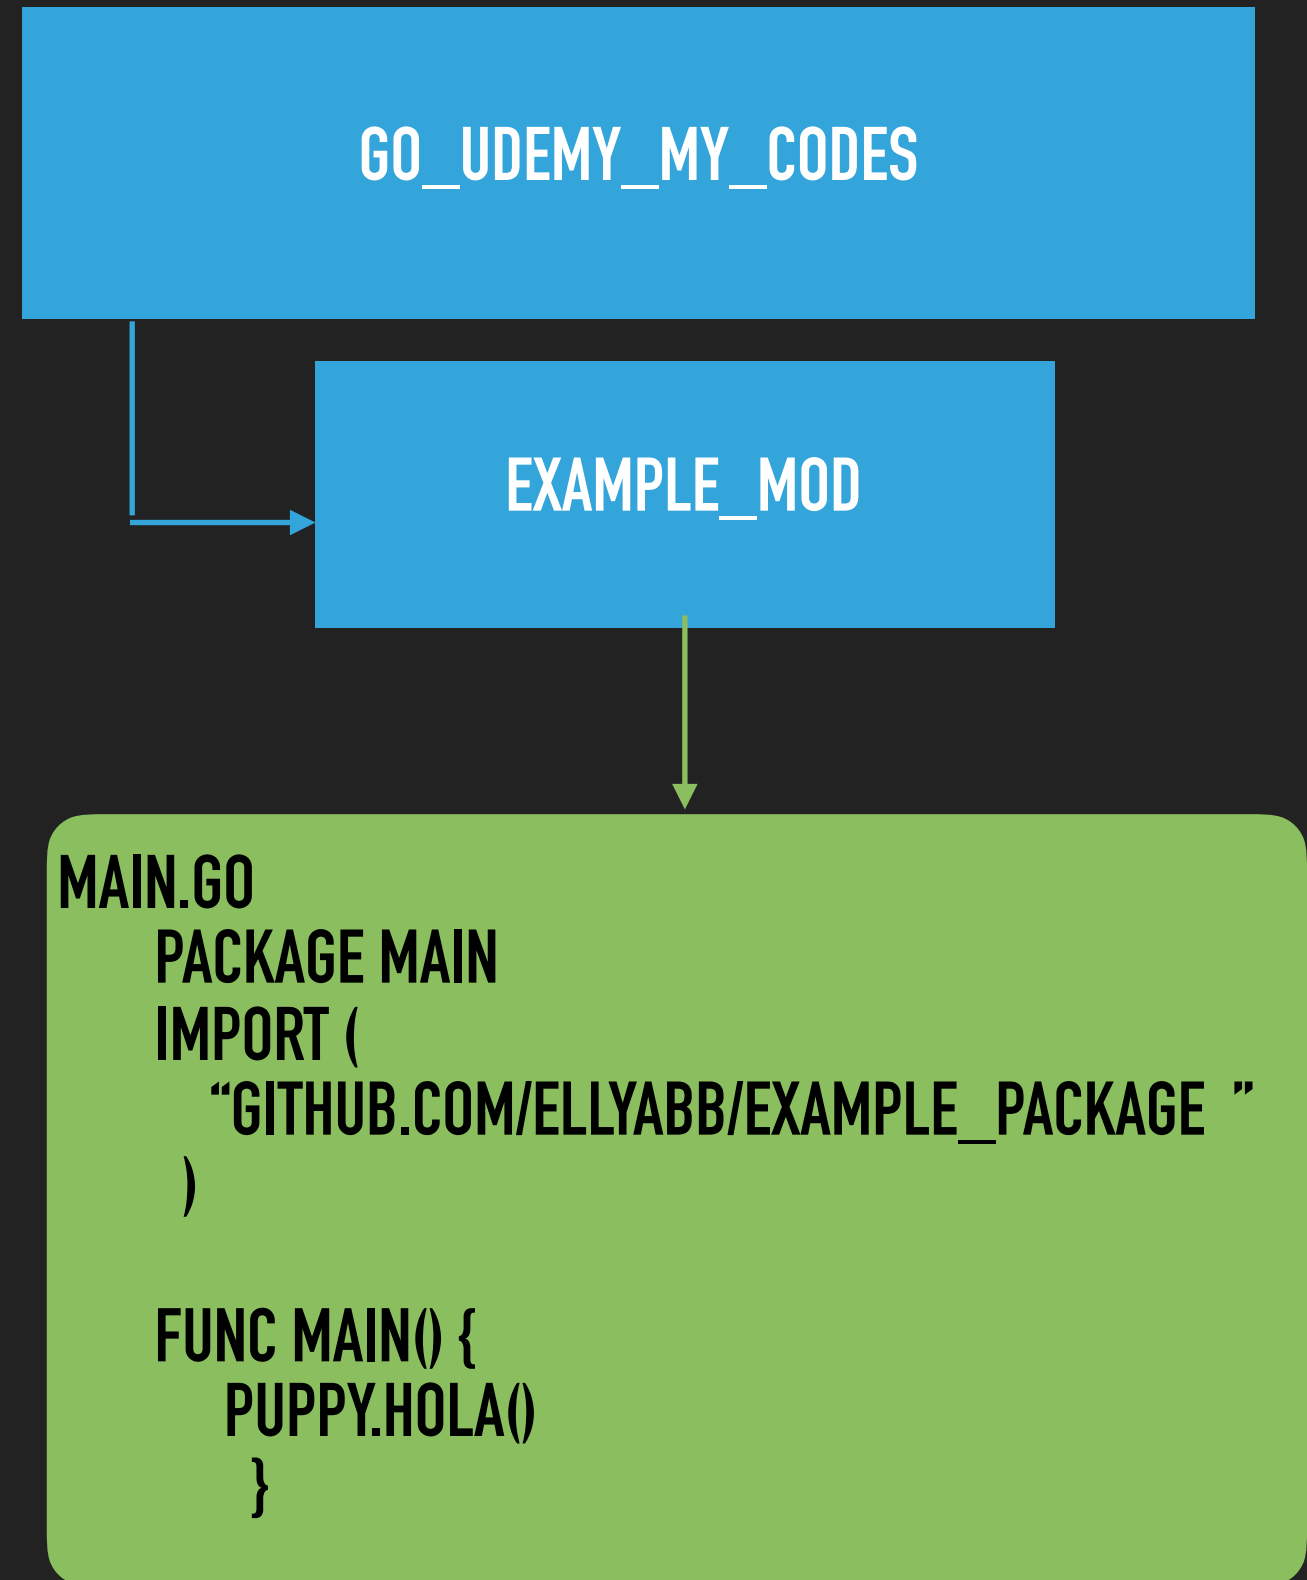 GO_UDEMY_MY_CODES
EXAMPLE_MOD
MAIN.GO
PACKAGE MAIN
IMPORT (
“GITHUB.COM/ELLYABB/EXAMPLE_PACKAGE ”
)
FUNC MAIN() {
PUPPY.HOLA()
}